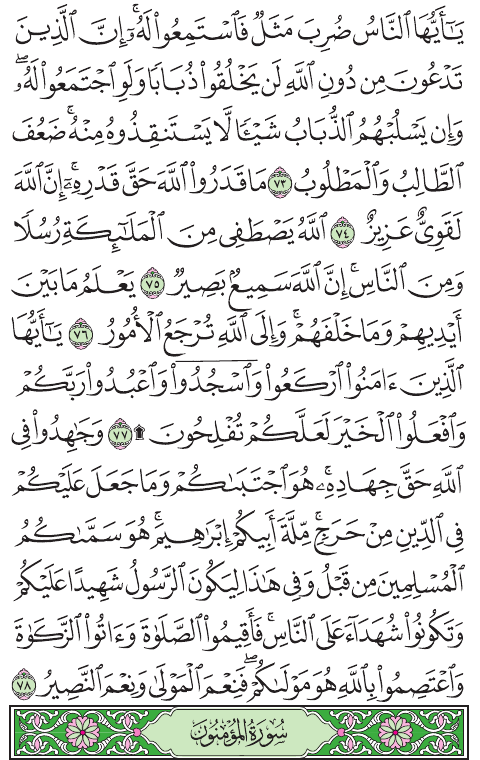 يَـٰٓأَيُّهَا ٱلنَّاسُ ضُرِبَ مَثَلٌ فَٱسْتَمِعُوا۟ لَهُۥٓ ۚ إِنَّ ٱلَّذِينَ
تَدْعُونَ مِن دُونِ ٱللَّهِ لَن يَخْلُقُوا۟ ذُبَابًا وَلَوِ ٱجْتَمَعُوا۟ لَهُۥ ۖ
وَإِن يَسْلُبْهُمُ ٱلذُّبَابُ شَيْـًٔا لَّا يَسْتَنقِذُوهُ مِنْهُ ۚ ضَعُفَ
ٱلطَّالِبُ وَٱلْمَطْلُوبُ ٧٣ مَا قَدَرُوا۟ ٱللَّهَ حَقَّ قَدْرِهِۦٓ ۗ إِنَّ ٱللَّهَ
لَقَوِىٌّ عَزِيزٌ ٧٤ ٱللَّهُ يَصْطَفِى مِنَ ٱلْمَلَـٰٓئِكَةِ رُسُلًا
وَمِنَ ٱلنَّاسِ ۚ إِنَّ ٱللَّهَ سَمِيعٌۢ بَصِيرٌ ٧٥ يَعْلَمُ مَا بَيْنَ
أَيْدِيهِمْ وَمَا خَلْفَهُمْ ۗ وَإِلَى ٱللَّهِ تُرْجَعُ ٱلْأُمُورُ ٧٦ يَـٰٓأَيُّهَا
ٱلَّذِينَ ءَامَنُوا۟ ٱرْكَعُوا۟ وَٱسْجُدُوا۟ وَٱعْبُدُوا۟ رَبَّكُمْ
وَٱفْعَلُوا۟ ٱلْخَيْرَ لَعَلَّكُمْ تُفْلِحُونَ ۩ ٧٧ وَجَـٰهِدُوا۟ فِى
ٱللَّهِ حَقَّ جِهَادِهِۦ ۚ هُوَ ٱجْتَبَىٰكُمْ وَمَا جَعَلَ عَلَيْكُمْ
فِى ٱلدِّينِ مِنْ حَرَجٍ ۚ مِّلَّةَ أَبِيكُمْ إِبْرَٰهِيمَ ۚ هُوَ سَمَّىٰكُمُ
ٱلْمُسْلِمِينَ مِن قَبْلُ وَفِى هَـٰذَا لِيَكُونَ ٱلرَّسُولُ شَهِيدًا عَلَيْكُمْ
وَتَكُونُوا۟ شُهَدَآءَ عَلَى ٱلنَّاسِ ۚ فَأَقِيمُوا۟ ٱلصَّلَوٰةَ وَءَاتُوا۟ ٱلزَّكَوٰةَ
وَٱعْتَصِمُوا۟ بِٱللَّهِ هُوَ مَوْلَىٰكُمْ ۖ فَنِعْمَ ٱلْمَوْلَىٰ وَنِعْمَ ٱلنَّصِيرُ ٧٨
سُورَةُ المُؤْمِنُونَ